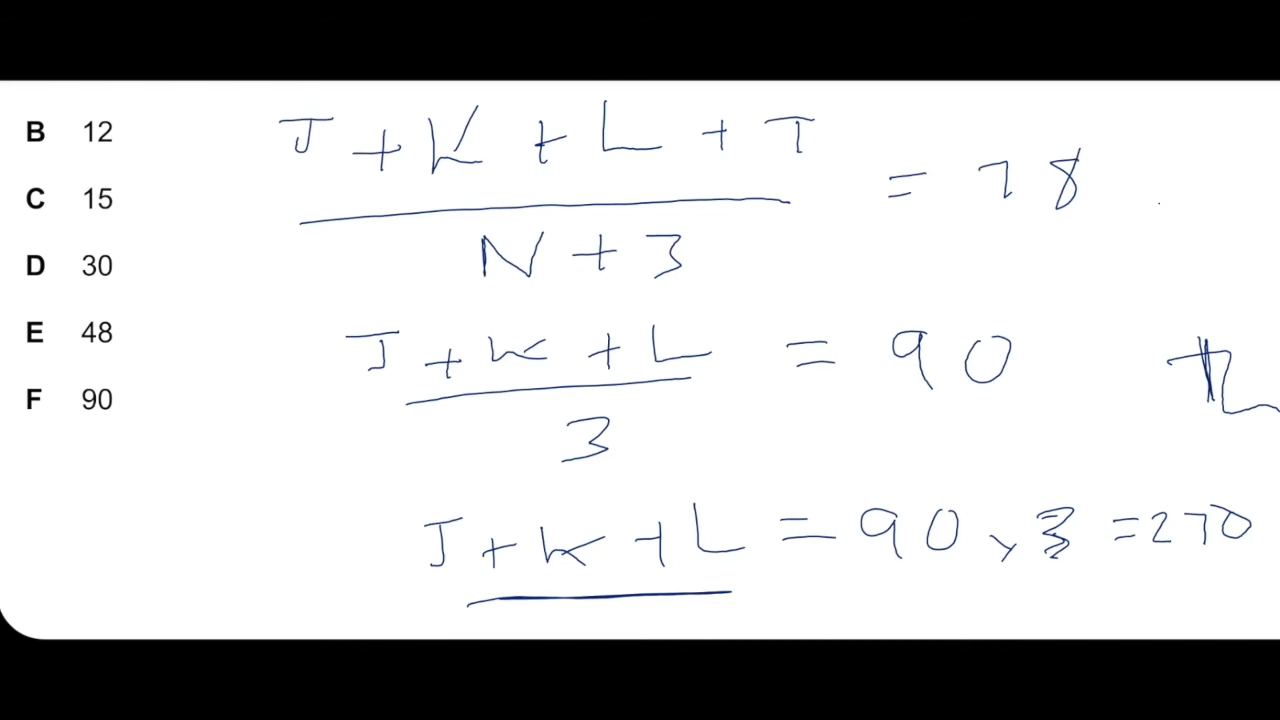 B 12
C 15
D 30
E 48
F 90
J + K + L + T
N + 3
= 78
J + K + L
3
= 90
J + K + L = 90 x 3 = 270